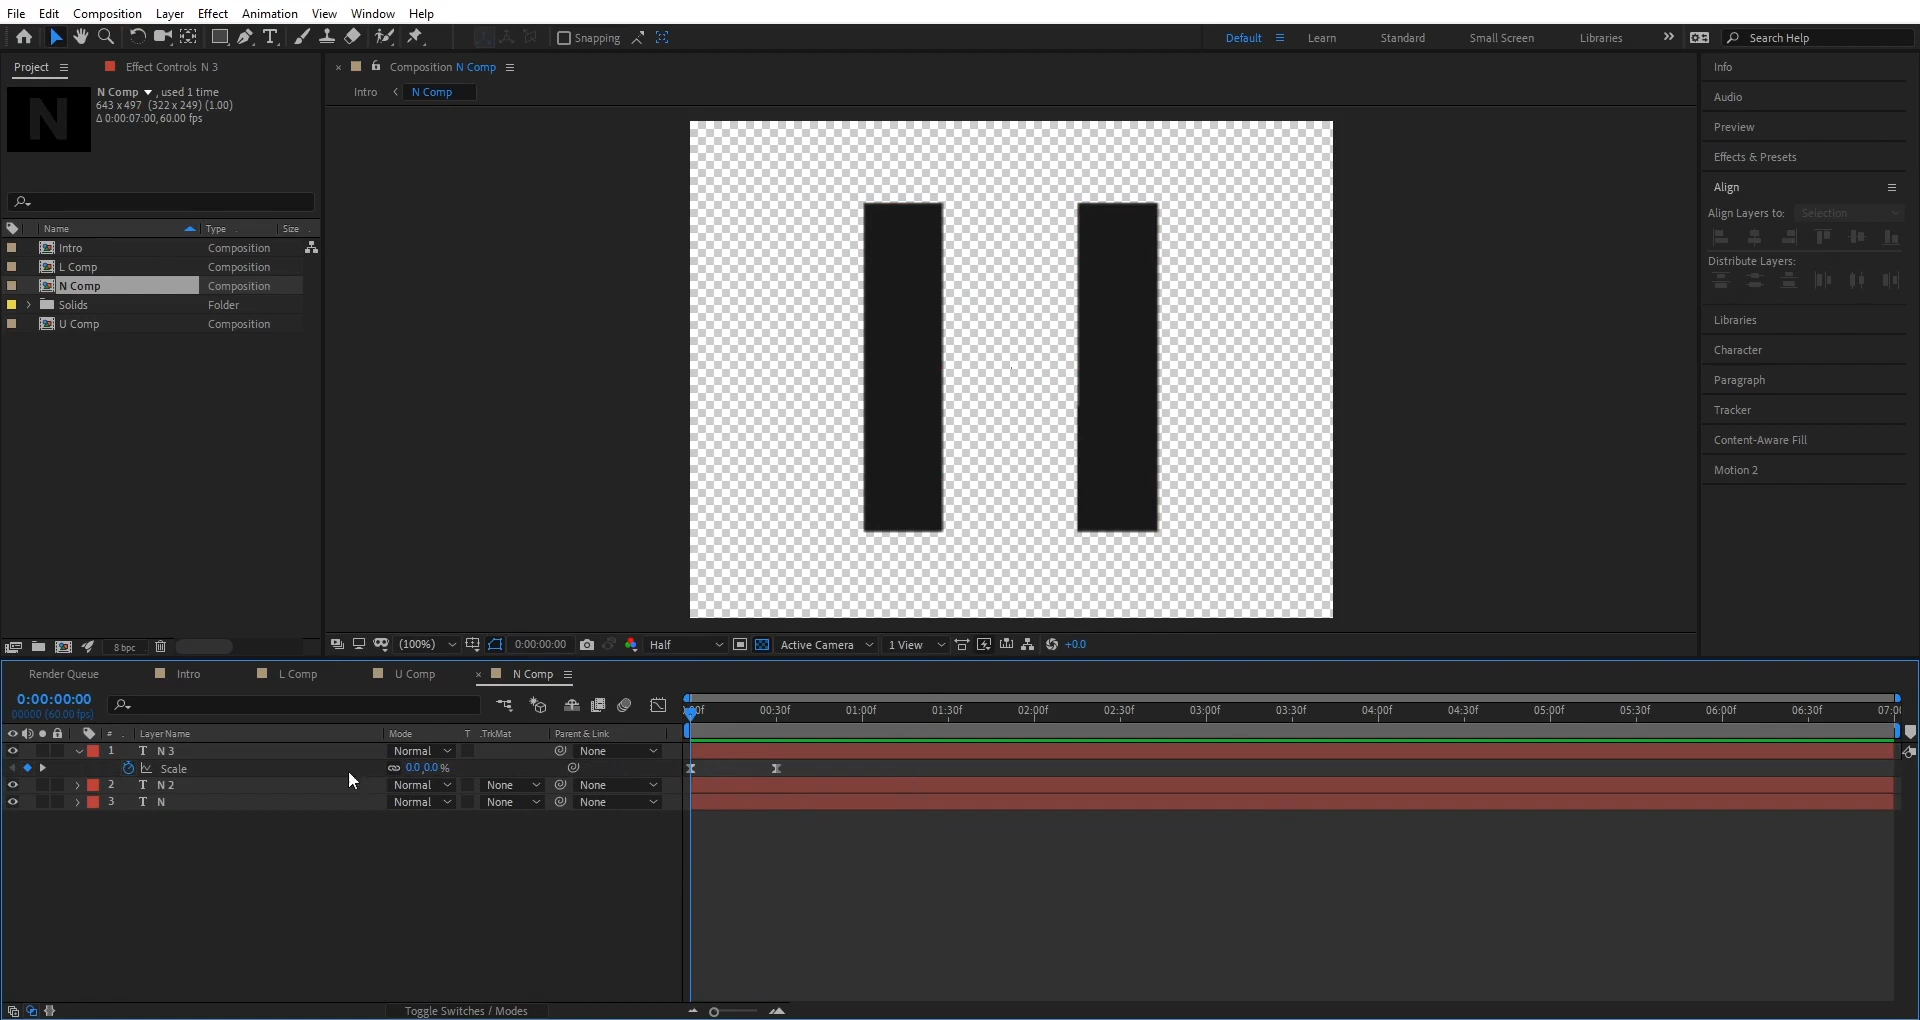 File Edit Composition Layer Effect Animation View Window Help
Snapping
Default Learn Standard Small Screen Libraries Search Help
Project Effect Controls N 3
N Comp , used 1 time
643 x 497 (322 x 249) (1.00)
Δ 0:00:07:00, 60.00 fps
N
Name Type Size
Intro Composition
L Comp Composition
N Comp Composition
Solids Folder
U Comp Composition
8 bpc
Composition N Comp
Intro N Comp
(100%) 0:00:00:00 Half Active Camera 1 View +0.0
Info
Audio
Preview
Effects & Presets
Align
Align Layers to: Selection
Distribute Layers:
Libraries
Character
Paragraph
Tracker
Content-Aware Fill
Motion 2
Render Queue Intro L Comp U Comp N Comp
0:00:00:00
00000 (60.00 fps)
00:30f 01:00f 01:30f 02:00f 02:30f 03:00f 03:30f 04:00f 04:30f 05:00f 05:30f 06:00f 06:30f
# Layer Name Mode T .TrkMat Parent & Link
1 T N 3 Normal None
Scale 0.0,0.0 %
2 T N 2 Normal None None
3 T N Normal None None
Toggle Switches / Modes